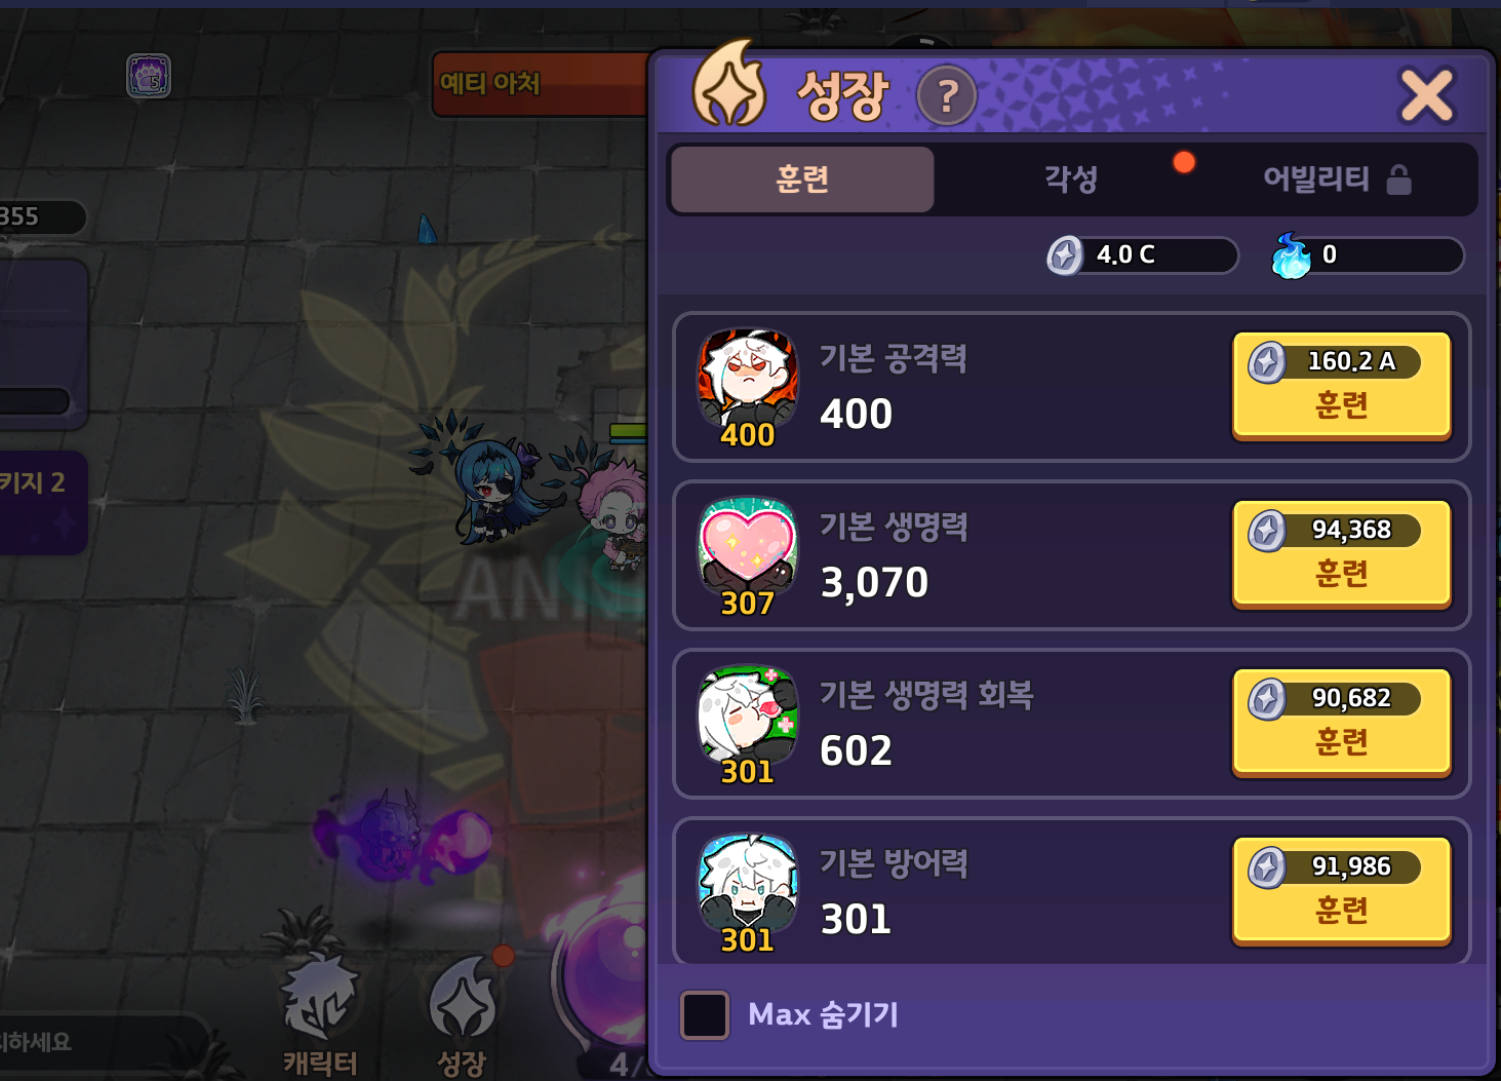 5
예티 아처
성장
?
훈련
각성
어빌리티
355
4.0 C
0
기본 공격력
400
400
160.2 A
훈련
키지 2
기본 생명력
3,070
307
94,368
훈련
ANN
기본 생명력 회복
602
301
90,682
훈련
기본 방어력
301
301
91,986
훈련
Max 숨기기
하세요
캐릭터
성장
4/